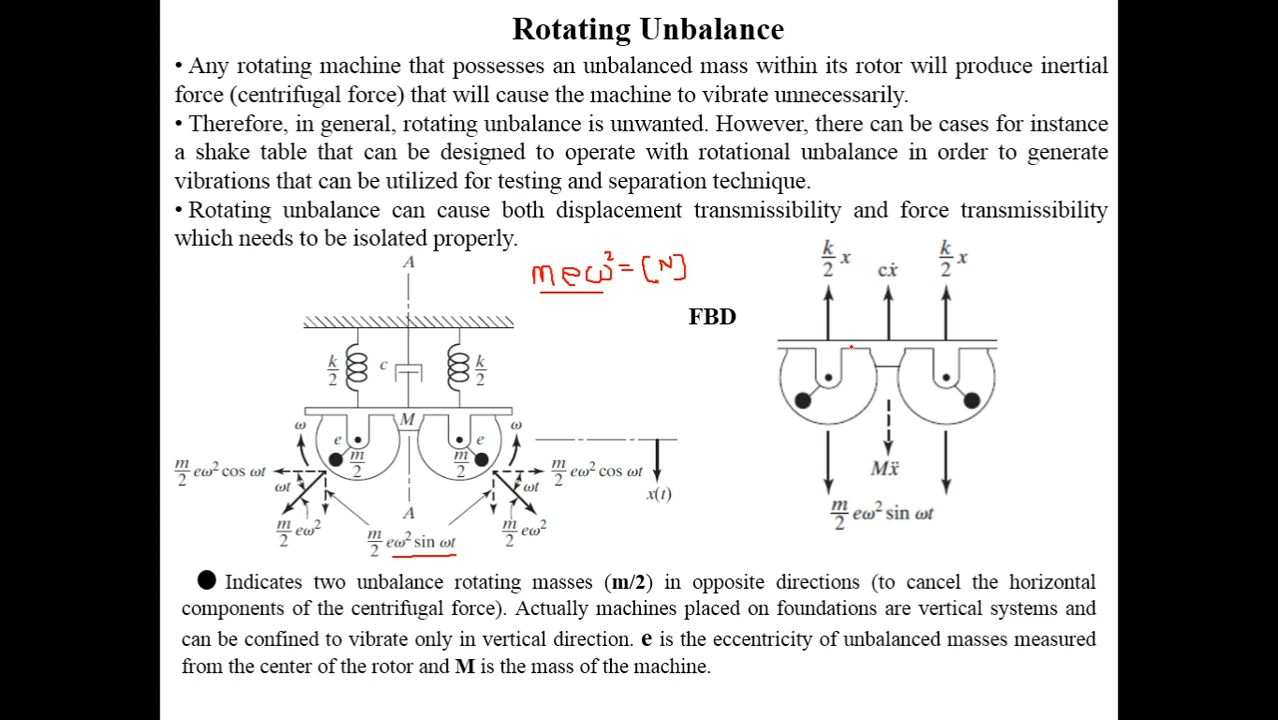 Rotating Unbalance
• Any rotating machine that possesses an unbalanced mass within its rotor will produce inertial
force (centrifugal force) that will cause the machine to vibrate unnecessarily.
• Therefore, in general, rotating unbalance is unwanted. However, there can be cases for instance
a shake table that can be designed to operate with rotational unbalance in order to generate
vibrations that can be utilized for testing and separation technique.
• Rotating unbalance can cause both displacement transmissibility and force transmissibility
which needs to be isolated properly.
A
meω² = [N]
FBD
k/2
c
k/2
ω
e
M
e
ω
m/2
m/2
m/2 eω² cos ωt
ωt
ωt
m/2 eω² cos ωt
x(t)
A
m/2 eω²
m/2 eω² sin ωt
m/2 eω²
k/2 x
cẋ
k/2 x
Mẍ
m/2 eω² sin ωt
Indicates two unbalance rotating masses (m/2) in opposite directions (to cancel the horizontal
components of the centrifugal force). Actually machines placed on foundations are vertical systems and
can be confined to vibrate only in vertical direction. e is the eccentricity of unbalanced masses measured
from the center of the rotor and M is the mass of the machine.